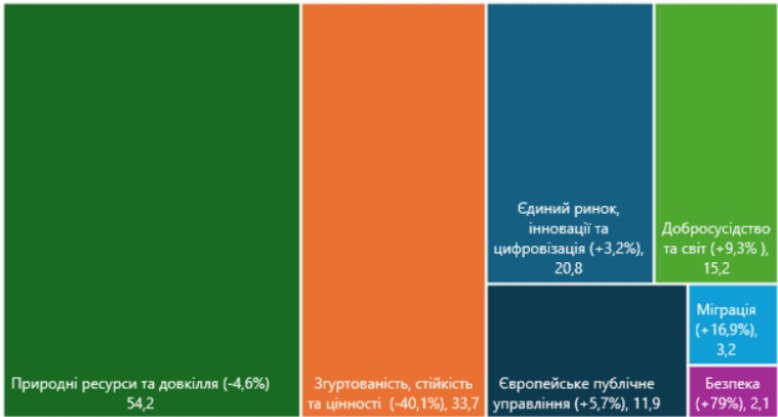 Природні ресурси та довкілля (-4,6%)
54,2
Згуртованість, стійкість
та цінності (-40,1%), 33,7
Єдиний ринок,
інновації та
цифровізація (+3,2%),
20,8
Добросусідство
та світ (+9,3% ),
15,2
Європейське публічне
управління (+5,7%), 11,9
Міграція
(+16,9%),
3,2
Безпека
(+79%), 2,1